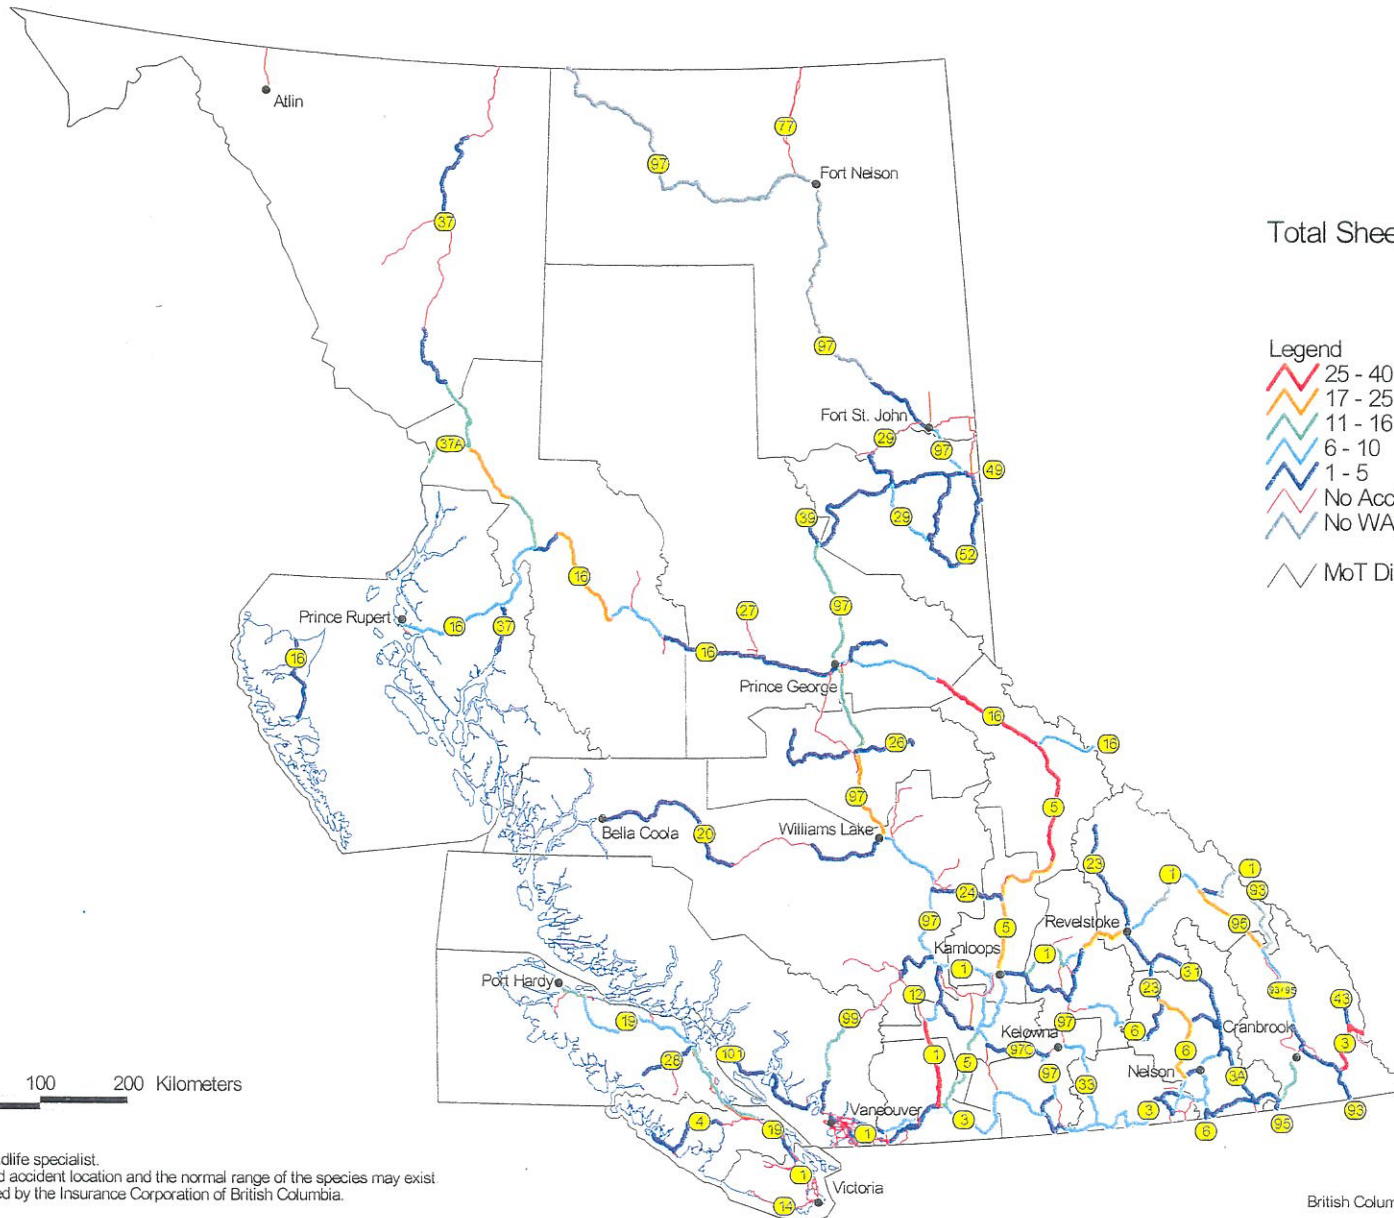 Atlin
77
97
Fort Nelson
37
Total Shee
97
Legend
25 - 40
17 - 25
11 - 16
6 - 10
1 - 5
No Acc
No WA
MoT Di
Fort St. John
29
97
49
37A
39
29
52
16
97
27
Prince Rupert
16
37
16
16
Prince George
16
16
26
97
5
Bella Coola
20
Williams Lake
23
1
1
93
24
97
5
Revelstoke
95
Kamloops
1
1
31
Port Hardy
12
23
93/95
43
19
99
97
6
Cranbrook
Kelowna
3
28
101
1
5
97C
6
97
33
Nelson
3A
100
200 Kilometers
4
19
Vancouver
1
3
3
6
95
93
dlife specialist.
d accident location and the normal range of the species may exist
ed by the Insurance Corporation of British Columbia.
1
14
Victoria
British Colum